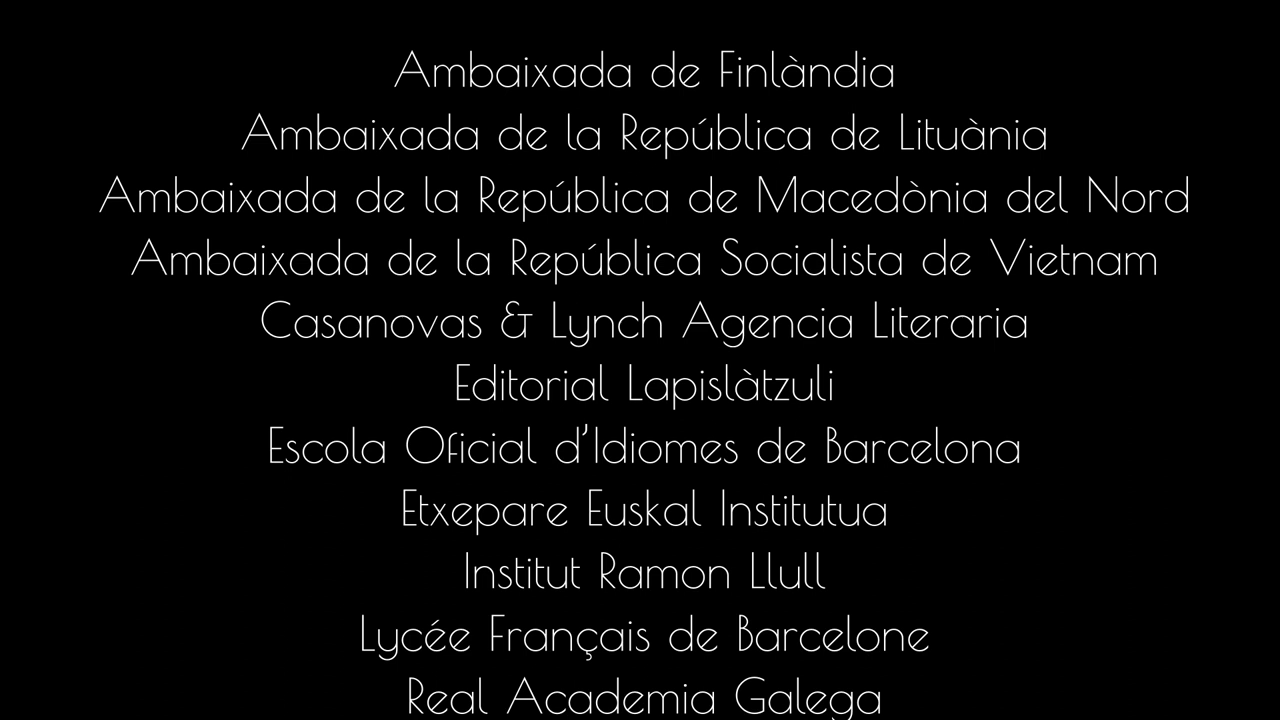 Ambaixada de Finlàndia
Ambaixada de la República de Lituània
Ambaixada de la República de Macedònia del Nord
Ambaixada de la República Socialista de Vietnam
Casanovas & Lynch Agencia Literaria
Editorial Lapislàtzuli
Escola Oficial d’Idiomes de Barcelona
Etxepare Euskal Institutua
Institut Ramon Llull
Lycée Français de Barcelone
Real Academia Galega